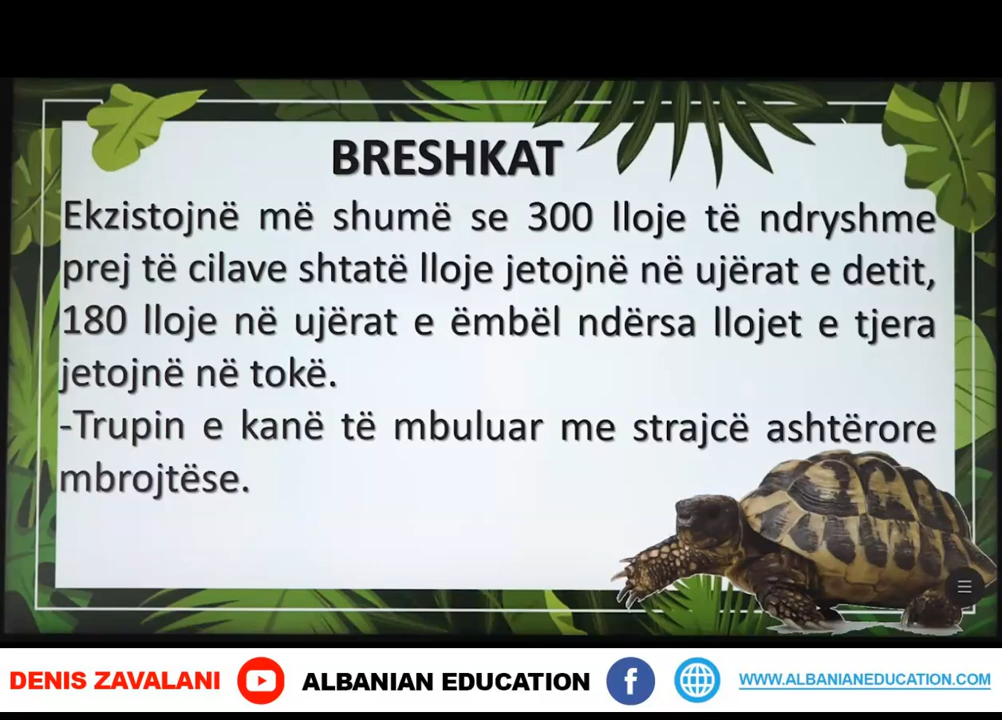 BRESHKAT
Ekzistojnë më shumë se 300 lloje të ndryshme
prej të cilave shtatë lloje jetojnë në ujërat e detit,
180 lloje në ujërat e ëmbël ndërsa llojet e tjera
jetojnë në tokë.
-Trupin e kanë të mbuluar me strajcë ashtërore
mbrojtëse.
DENIS ZAVALANI ALBANIAN EDUCATION f WWW.ALBANIANEDUCATION.COM